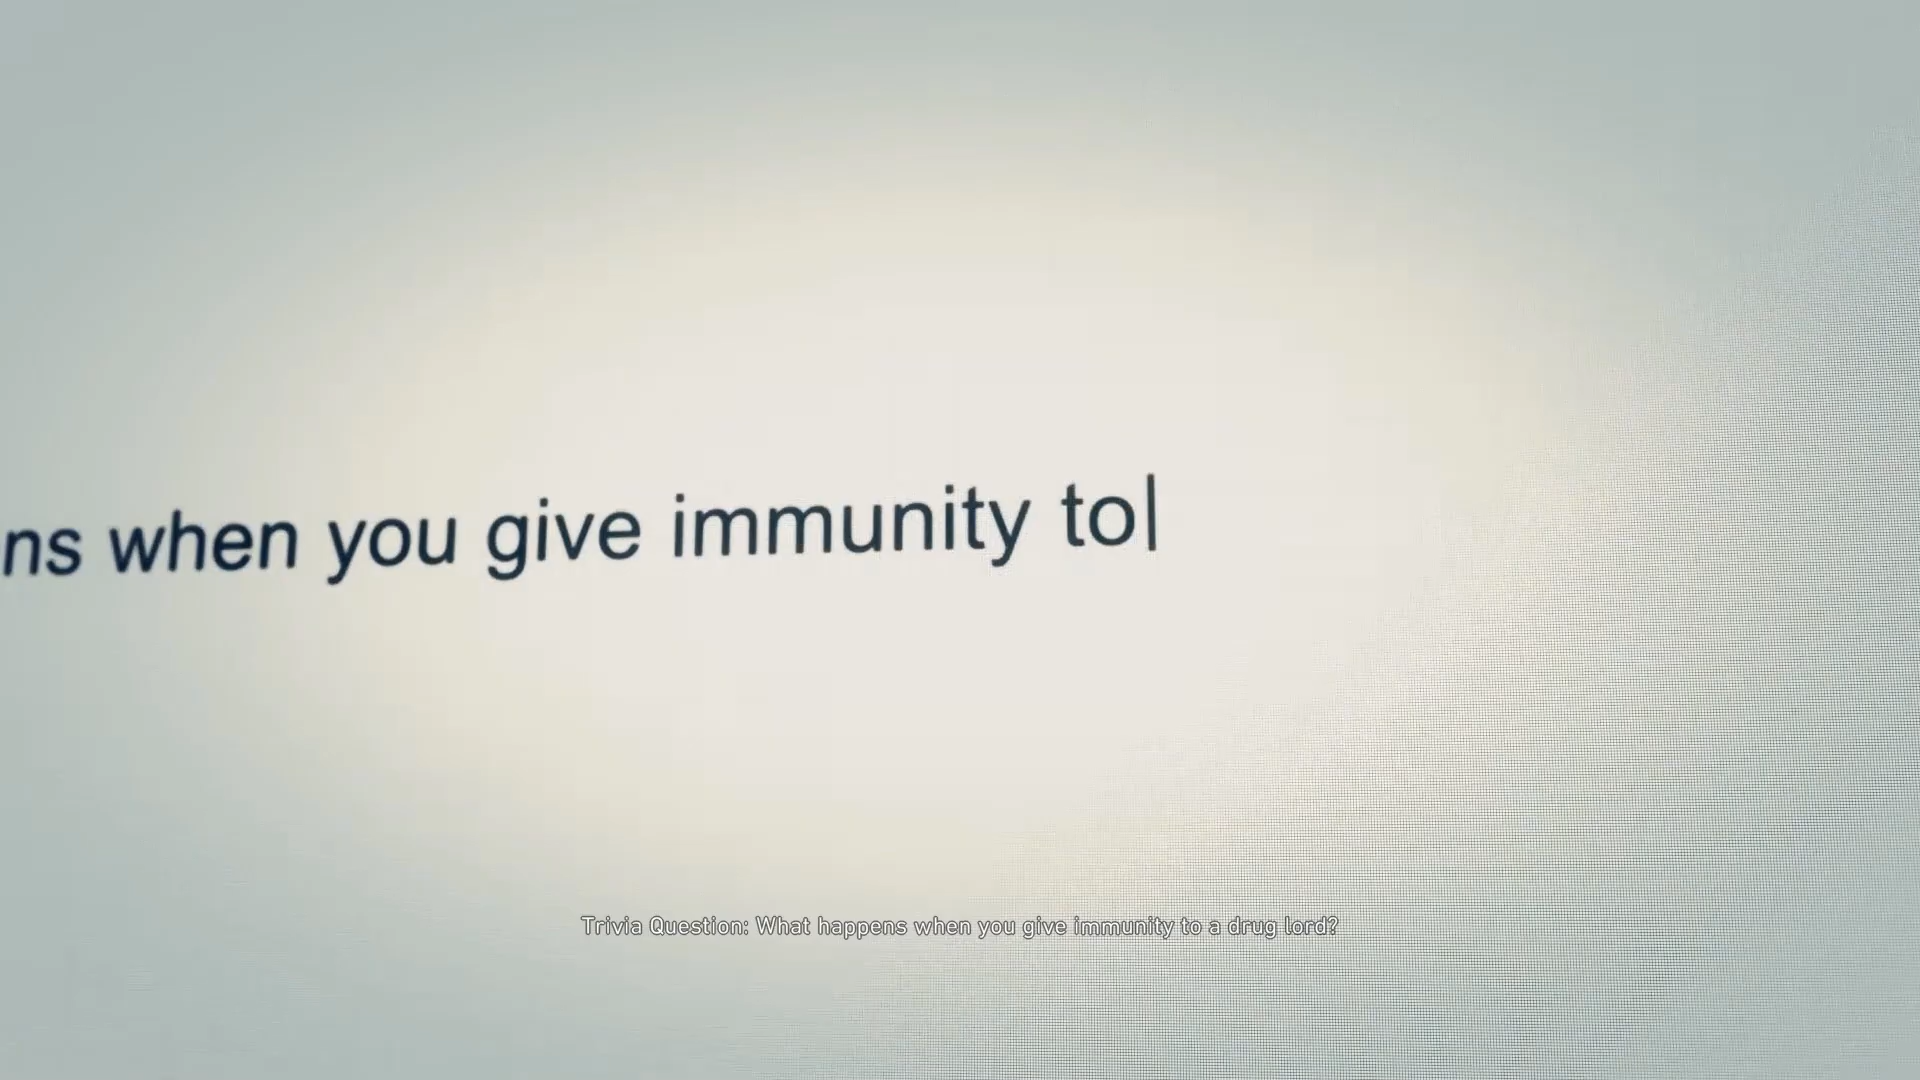 ns when you give immunity to
Trivia Question: What happens when you give immunity to a drug lord?